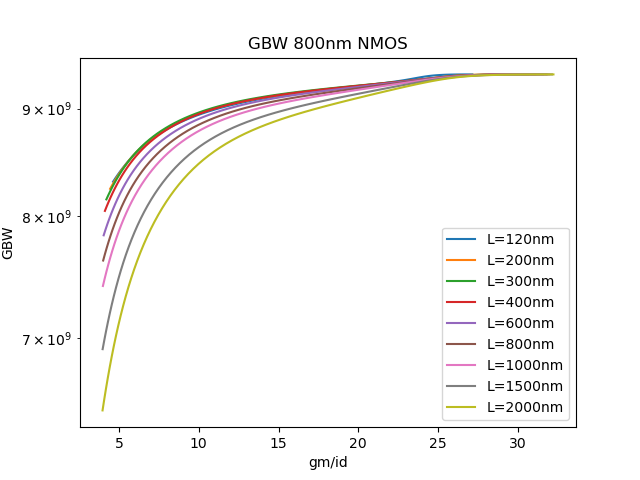 GBW 800nm NMOS
GBW
9 × 10⁹
8 × 10⁹
7 × 10⁹
L=120nm
L=200nm
L=300nm
L=400nm
L=600nm
L=800nm
L=1000nm
L=1500nm
L=2000nm
5 10 15 20 25 30
gm/id